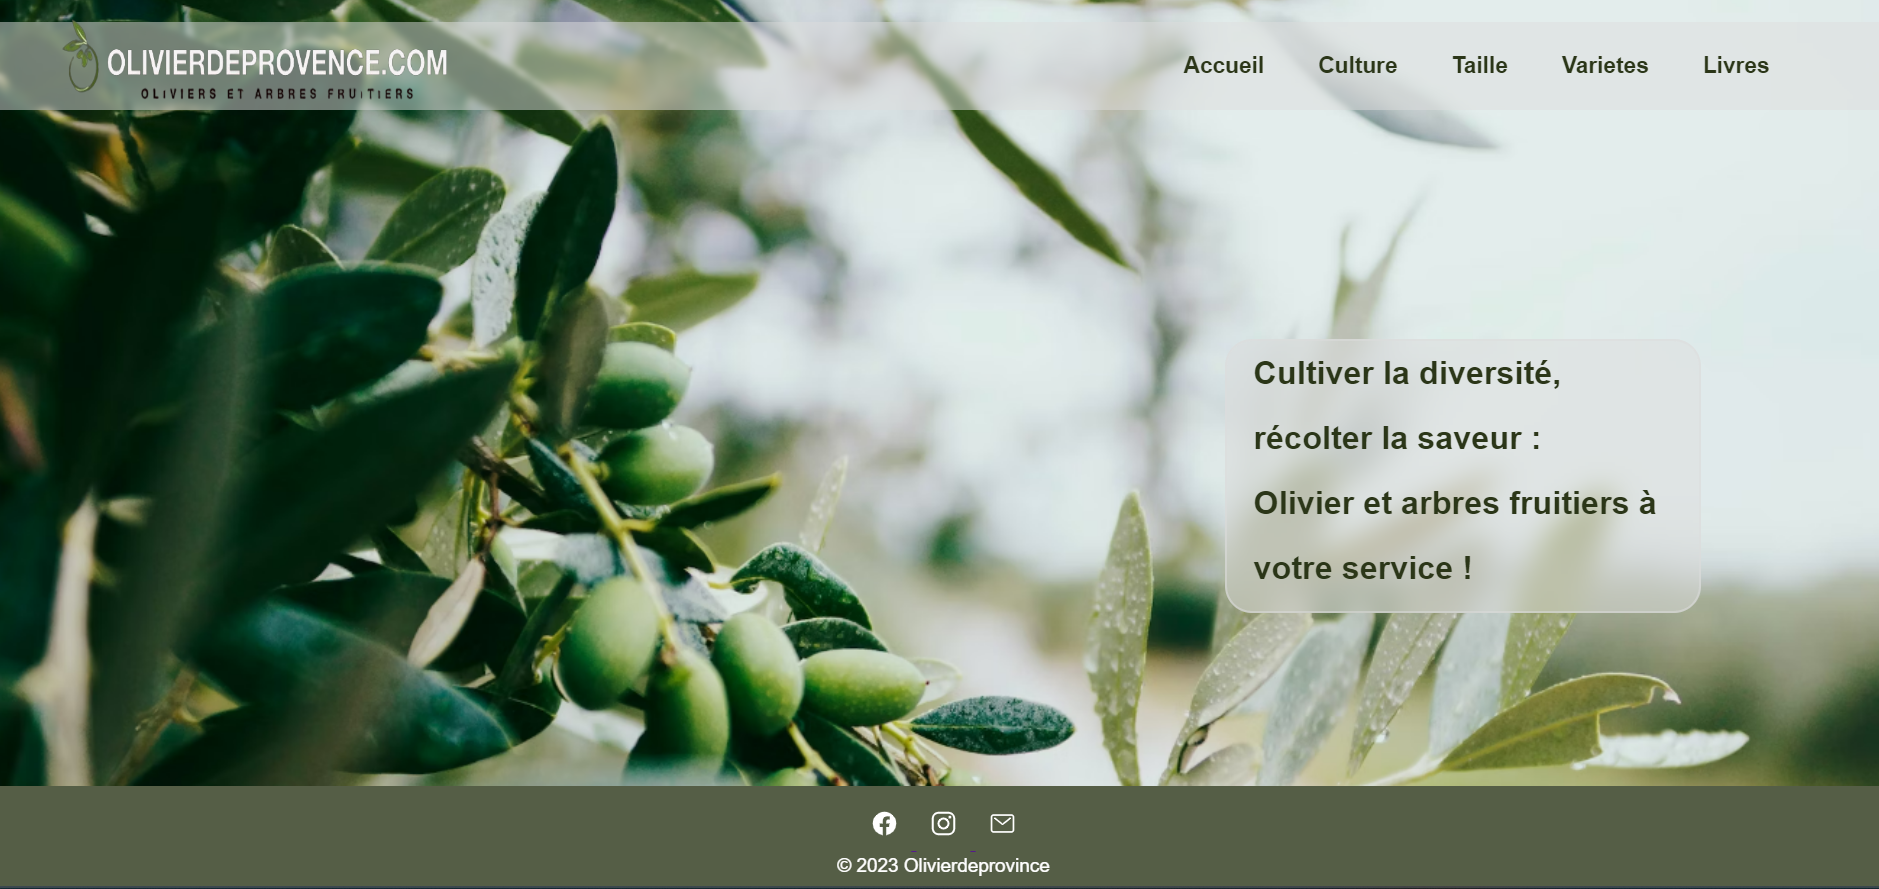 OLIVIERDEPROVENCE.COM
OLIVIERS ET ARBRES FRUITIERS
Accueil Culture Taille Varietes Livres
Cultiver la diversité,
récolter la saveur :
Olivier et arbres fruitiers à
votre service !
© 2023 Olivierdeprovince